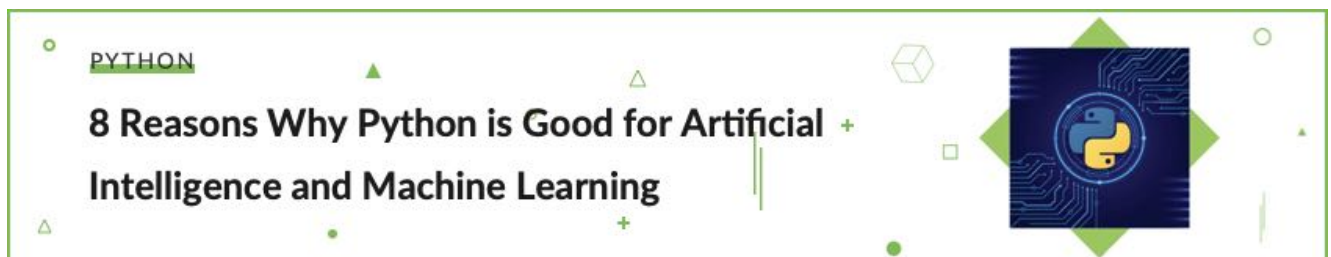 PYTHON
8 Reasons Why Python is Good for Artificial
Intelligence and Machine Learning